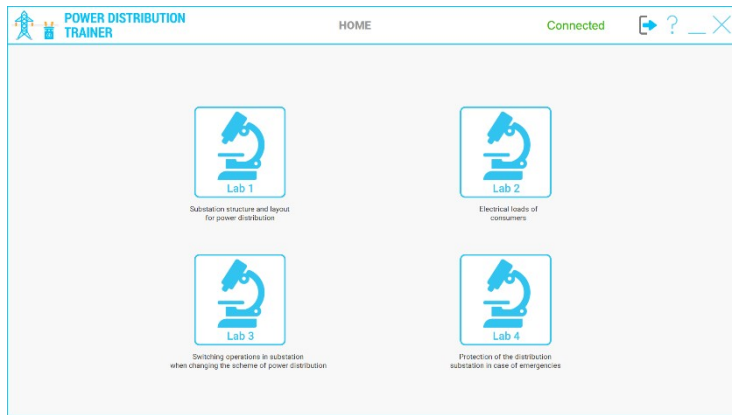 POWER DISTRIBUTION
TRAINER
HOME
Connected
?
Lab 1
Substation structure and layout
for power distribution
Lab 2
Electrical loads of
consumers
Lab 3
Switching operations in substation
when changing the scheme of power distribution
Lab 4
Protection of the distribution
substation in case of emergencies